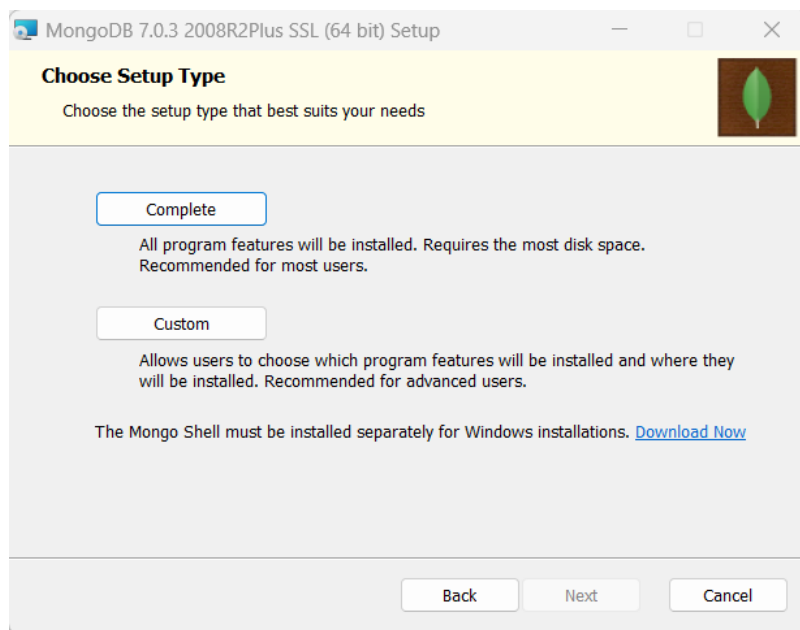 MongoDB 7.0.3 2008R2Plus SSL (64 bit) Setup
Choose Setup Type
Choose the setup type that best suits your needs
Complete
All program features will be installed. Requires the most disk space.
Recommended for most users.
Custom
Allows users to choose which program features will be installed and where they
will be installed. Recommended for advanced users.
The Mongo Shell must be installed separately for Windows installations. Download Now
Back Next Cancel